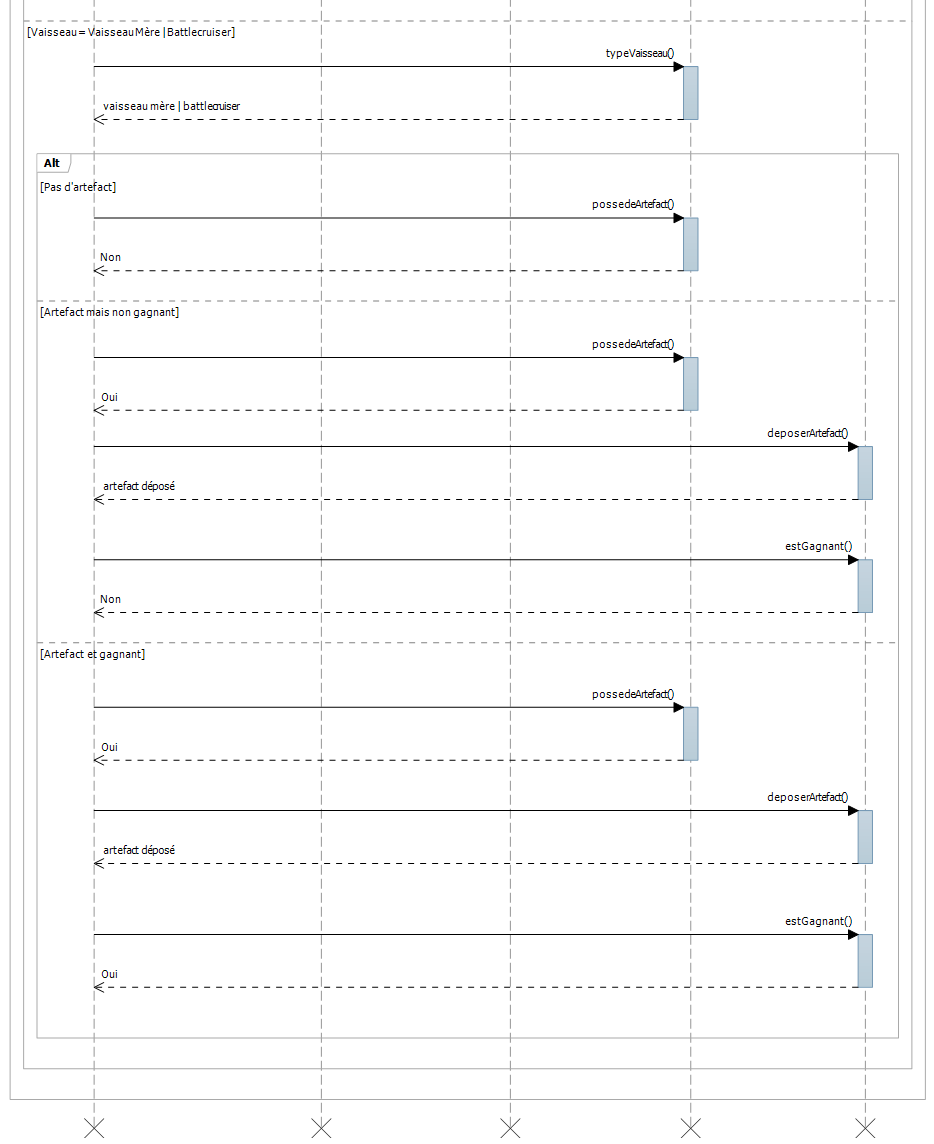 [Vaisseau = VaisseauMère | Battlecruiser]
typeVaisseau()
vaisseau mère | battlecruiser
Alt
[Pas d'artefact]
possedeArtefact()
Non
[Artefact mais non gagnant]
possedeArtefact()
Oui
deposerArtefact()
artefact déposé
estGagnant()
Non
[Artefact et gagnant]
possedeArtefact()
Oui
deposerArtefact()
artefact déposé
estGagnant()
Oui